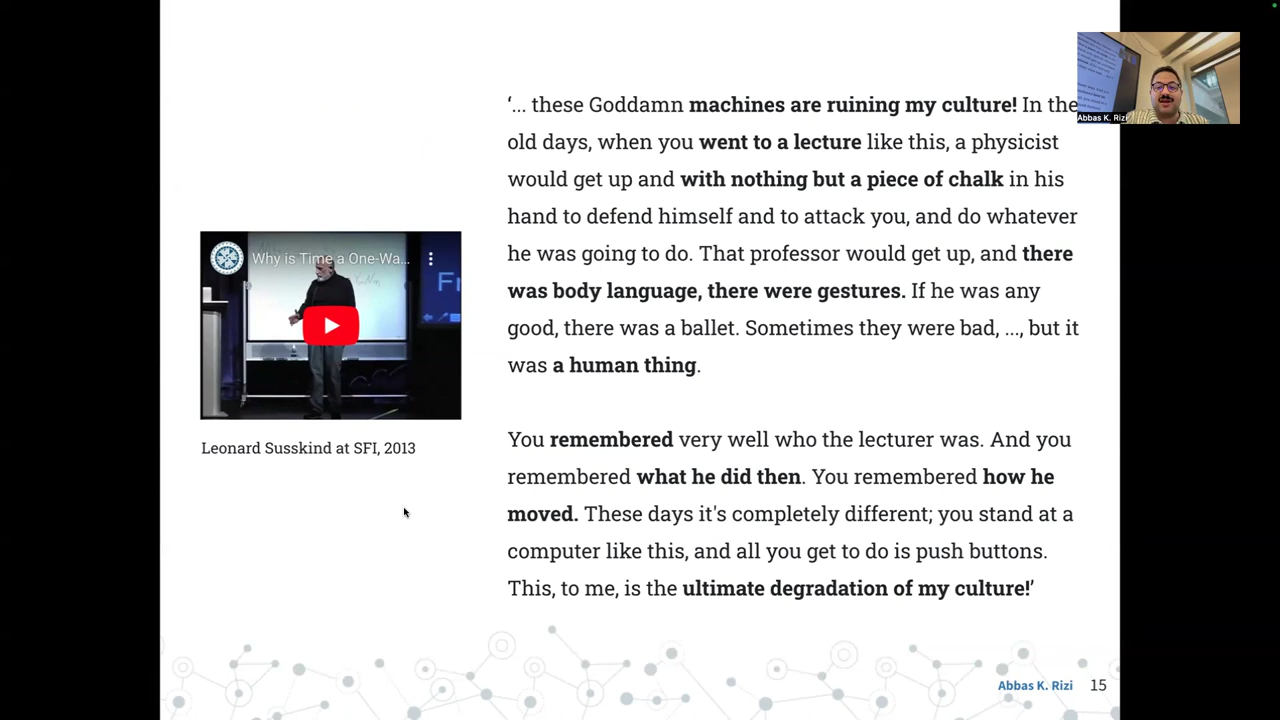 ‘... these Goddamn machines are ruining my culture! In the
old days, when you went to a lecture like this, a physicist
would get up and with nothing but a piece of chalk in his
hand to defend himself and to attack you, and do whatever
he was going to do. That professor would get up, and there
was body language, there were gestures. If he was any
good, there was a ballet. Sometimes they were bad, ..., but it
was a human thing.
You remembered very well who the lecturer was. And you
remembered what he did then. You remembered how he
moved. These days it's completely different; you stand at a
computer like this, and all you get to do is push buttons.
This, to me, is the ultimate degradation of my culture!’
Why is Time a One-Wa...
Leonard Susskind at SFI, 2013
Abbas K. Rizi
Abbas K. Rizi 15